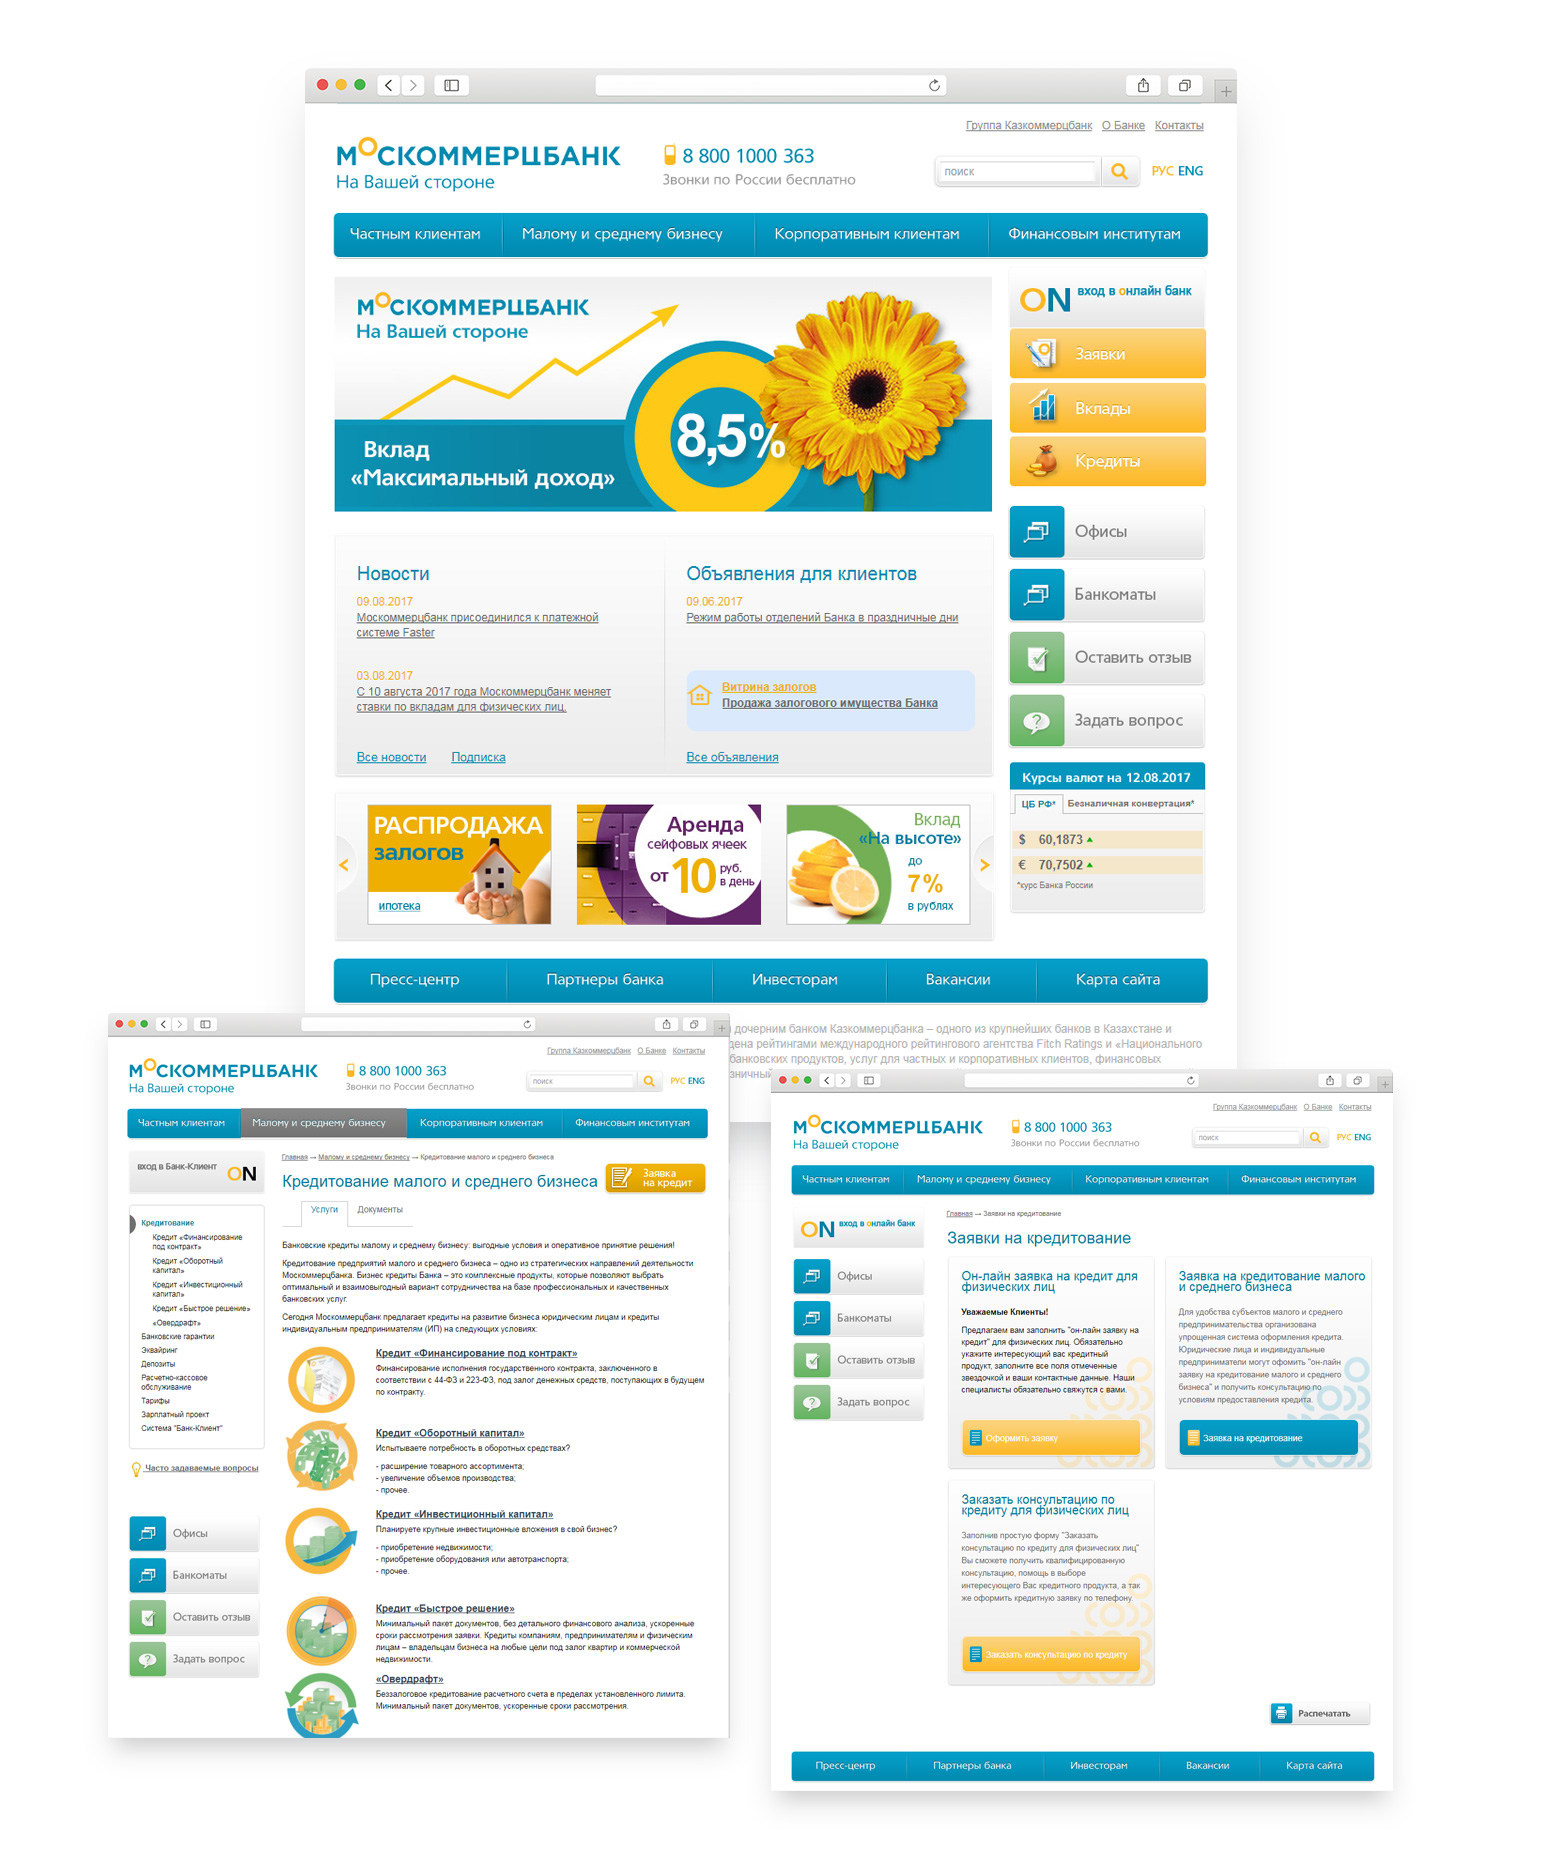 Группа Казкоммерцбанк О Банке Контакты
МОСКОММЕРЦБАНК
На Вашей стороне
8 800 1000 363
Звонки по России бесплатно
поиск
РУС ENG
Частным клиентам Малому и среднему бизнесу Корпоративным клиентам Финансовым институтам
МОСКОММЕРЦБАНК
На Вашей стороне
8,5%
Вклад
«Максимальный доход»
ON вход в онлайн банк
Заявки
Вклады
Кредиты
Офисы
Банкоматы
Оставить отзыв
Задать вопрос
Новости
09.08.2017
Москоммерцбанк присоединился к платежной
системе Faster
03.08.2017
С 10 августа 2017 года Москоммерцбанк меняет
ставки по вкладам для физических лиц.
Все новости Подписка
Объявления для клиентов
09.06.2017
Режим работы отделений Банка в праздничные дни
Витрина залогов
Продажа залогового имущества Банка
Все объявления
Курсы валют на 12.08.2017
ЦБ РФ* Безналичная конвертация*
$ 60,1873
€ 70,7502
*курс Банка России
РАСПРОДАЖА
залогов
ипотека
Аренда
сейфовых ячеек
от 10 руб.
в день
Вклад
«На высоте»
до
7%
в рублях
Пресс-центр Партнеры банка Инвесторам Вакансии Карта сайта
дочерним банком Казкоммерцбанка – одного из крупнейших банков в Казахстане и
дена рейтингами международного рейтингового агентства Fitch Ratings и «Национального
банковских продуктов, услуг для частных и корпоративных клиентов, финансовых
зничный
Группа Казкоммерцбанк О Банке Контакты
МОСКОММЕРЦБАНК
На Вашей стороне
8 800 1000 363
Звонки по России бесплатно
поиск
РУС ENG
Частным клиентам Малому и среднему бизнесу Корпоративным клиентам Финансовым институтам
вход в Банк-Клиент ON
Кредитование
Кредит «Финансирование
под контракт»
Кредит «Оборотный
капитал»
Кредит «Инвестиционный
капитал»
Кредит «Быстрое решение»
«Овердрафт»
Банковские гарантии
Эквайринг
Депозиты
Расчетно-кассовое
обслуживание
Тарифы
Зарплатный проект
Система "Банк-Клиент"
Часто задаваемые вопросы
Офисы
Банкоматы
Оставить отзыв
Задать вопрос
Главная → Малому и среднему бизнесу → Кредитование малого и среднего бизнеса
Кредитование малого и среднего бизнеса
Заявка
на кредит
Услуги Документы
Банковские кредиты малому и среднему бизнесу: выгодные условия и оперативное принятие решения!
Кредитование предприятий малого и среднего бизнеса – одно из стратегических направлений деятельности
Москоммерцбанка. Бизнес кредиты Банка – это комплексные продукты, которые позволяют выбрать
оптимальный и взаимовыгодный вариант сотрудничества на базе профессиональных и качественных
банковских услуг.
Сегодня Москоммерцбанк предлагает кредиты на развитие бизнеса юридическим лицам и кредиты
индивидуальным предпринимателям (ИП) на следующих условиях:
Кредит «Финансирование под контракт»
Финансирование исполнения государственного контракта, заключенного в
соответствии с 44-ФЗ и 223-ФЗ, под залог денежных средств, поступающих в будущем
по контракту.
Кредит «Оборотный капитал»
Испытываете потребность в оборотных средствах?
- расширение товарного ассортимента;
- увеличение объемов производства;
- прочее.
Кредит «Инвестиционный капитал»
Планируете крупные инвестиционные вложения в свой бизнес?
- приобретение недвижимости;
- приобретение оборудования или автотранспорта;
- прочее.
Кредит «Быстрое решение»
Минимальный пакет документов, без детального финансового анализа, ускоренные
сроки рассмотрения заявки. Кредиты компаниям, предпринимателям и физическим
лицам – владельцам бизнеса на любые цели под залог квартир и коммерческой
недвижимости.
«Овердрафт»
Беззалоговое кредитование расчетного счета в пределах установленного лимита.
Минимальный пакет документов, ускоренные сроки рассмотрения.
Группа Казкоммерцбанк О Банке Контакты
МОСКОММЕРЦБАНК
На Вашей стороне
8 800 1000 363
Звонки по России бесплатно
поиск
РУС ENG
Частным клиентам Малому и среднему бизнесу Корпоративным клиентам Финансовым институтам
ON вход в онлайн банк
Офисы
Банкоматы
Оставить отзыв
Задать вопрос
Главная → Заявки на кредитование
Заявки на кредитование
Он-лайн заявка на кредит для
физических лиц
Уважаемые Клиенты!
Предлагаем вам заполнить "он-лайн заявку на
кредит" для физических лиц. Обязательно
укажите интересующий вас кредитный
продукт, заполните все поля отмеченные
звездочкой и ваши контактные данные. Наши
специалисты обязательно свяжутся с вами.
Оформить заявку
Заявка на кредитование малого
и среднего бизнеса
Для удобства субъектов малого и среднего
предпринимательства организована
упрощенная система оформления кредита.
Юридические лица и индивидуальные
предприниматели могут офомить "он-лайн
заявку на кредитование малого и среднего
бизнеса" и получить консультацию по
условиям предоставления кредита.
Заявка на кредитование
Заказать консультацию по
кредиту для физических лиц
Заполнив простую форму "Заказать
консультацию по кредиту для физических лиц"
Вы сможете получить квалифицированную
консультацию, помощь в выборе
интересующего Вас кредитного продукта, а так
же оформить кредитную заявку по телефону.
Заказать консультацию по кредиту
Распечатать
Пресс-центр Партнеры банка Инвесторам Вакансии Карта сайта